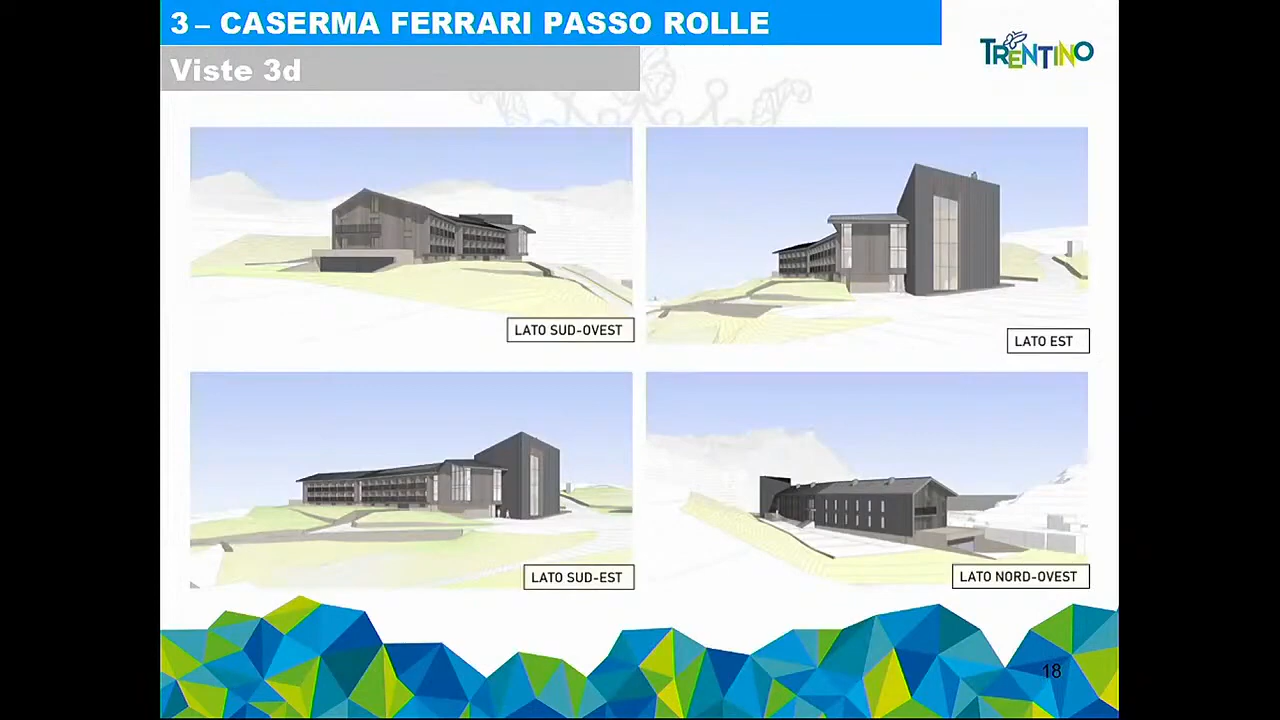 3 – CASERMA FERRARI PASSO ROLLE
TRENTINO
Viste 3d
LATO SUD-OVEST
LATO EST
LATO SUD-EST
LATO NORD-OVEST
18